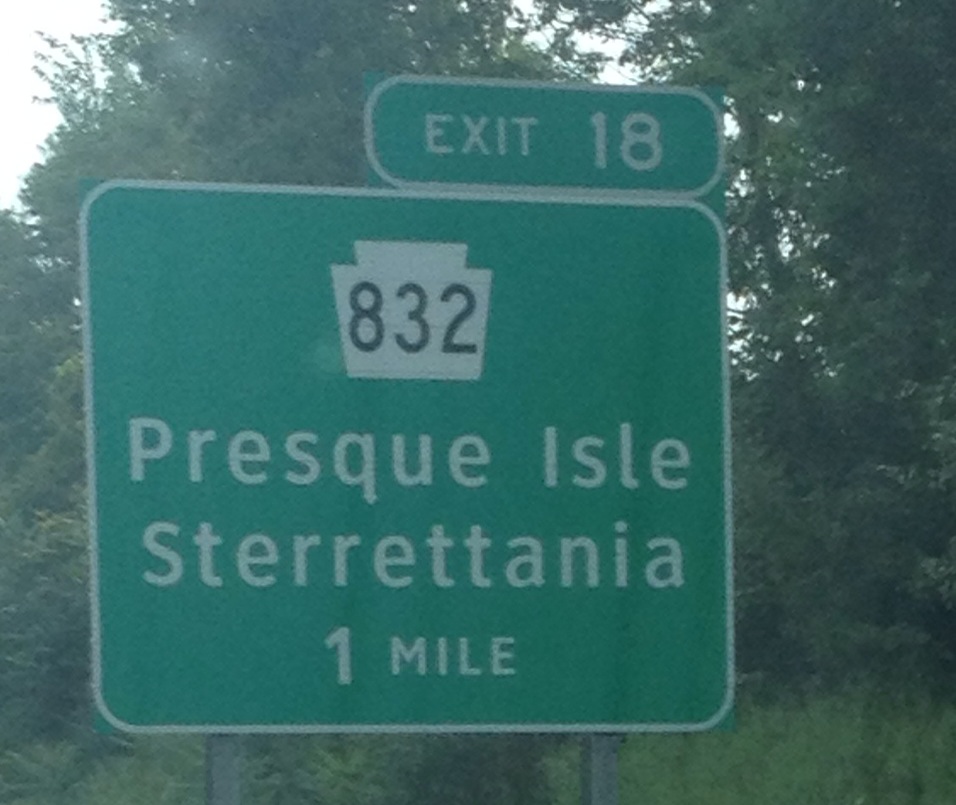 EXIT 18
832
Presque Isle
Sterrettania
1 MILE